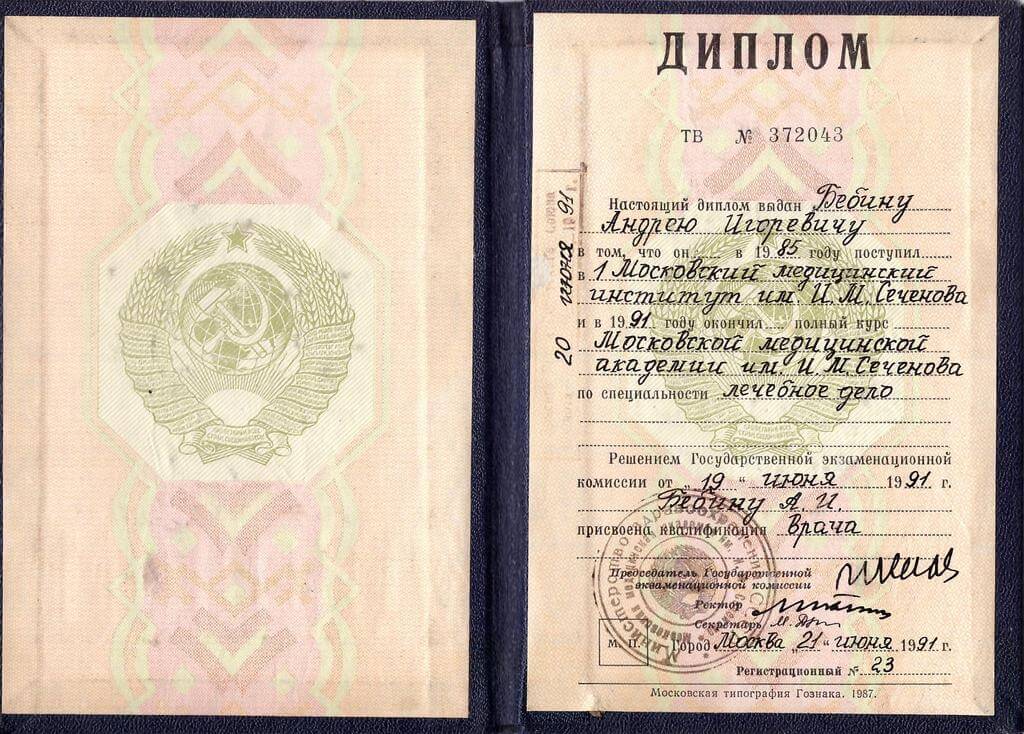 ДИПЛОМ
ТВ № 372043
Настоящий диплом выдан Бебину
Андрею Игоревичу
в том, что он в 1985 году поступил
в 1 Московский медицинский
институт им. И. М. Сеченова
и в 1991 году окончил полный курс
Московской медицинской
академии им. И. М. Сеченова
по специальности лечебное дело
Решением Государственной экзаменационной
комиссии от „19“ июня 1991 г.
Бебину А. И.
присвоена квалификация Врача
Председатель Государственной
экзаменационной комиссии
Ректор
Секретарь
М. П.
Город Москва „21“ июня 1991 г.
Регистрационный № 23
Московская типография Гознака. 1987.
20 июня 1991 г.